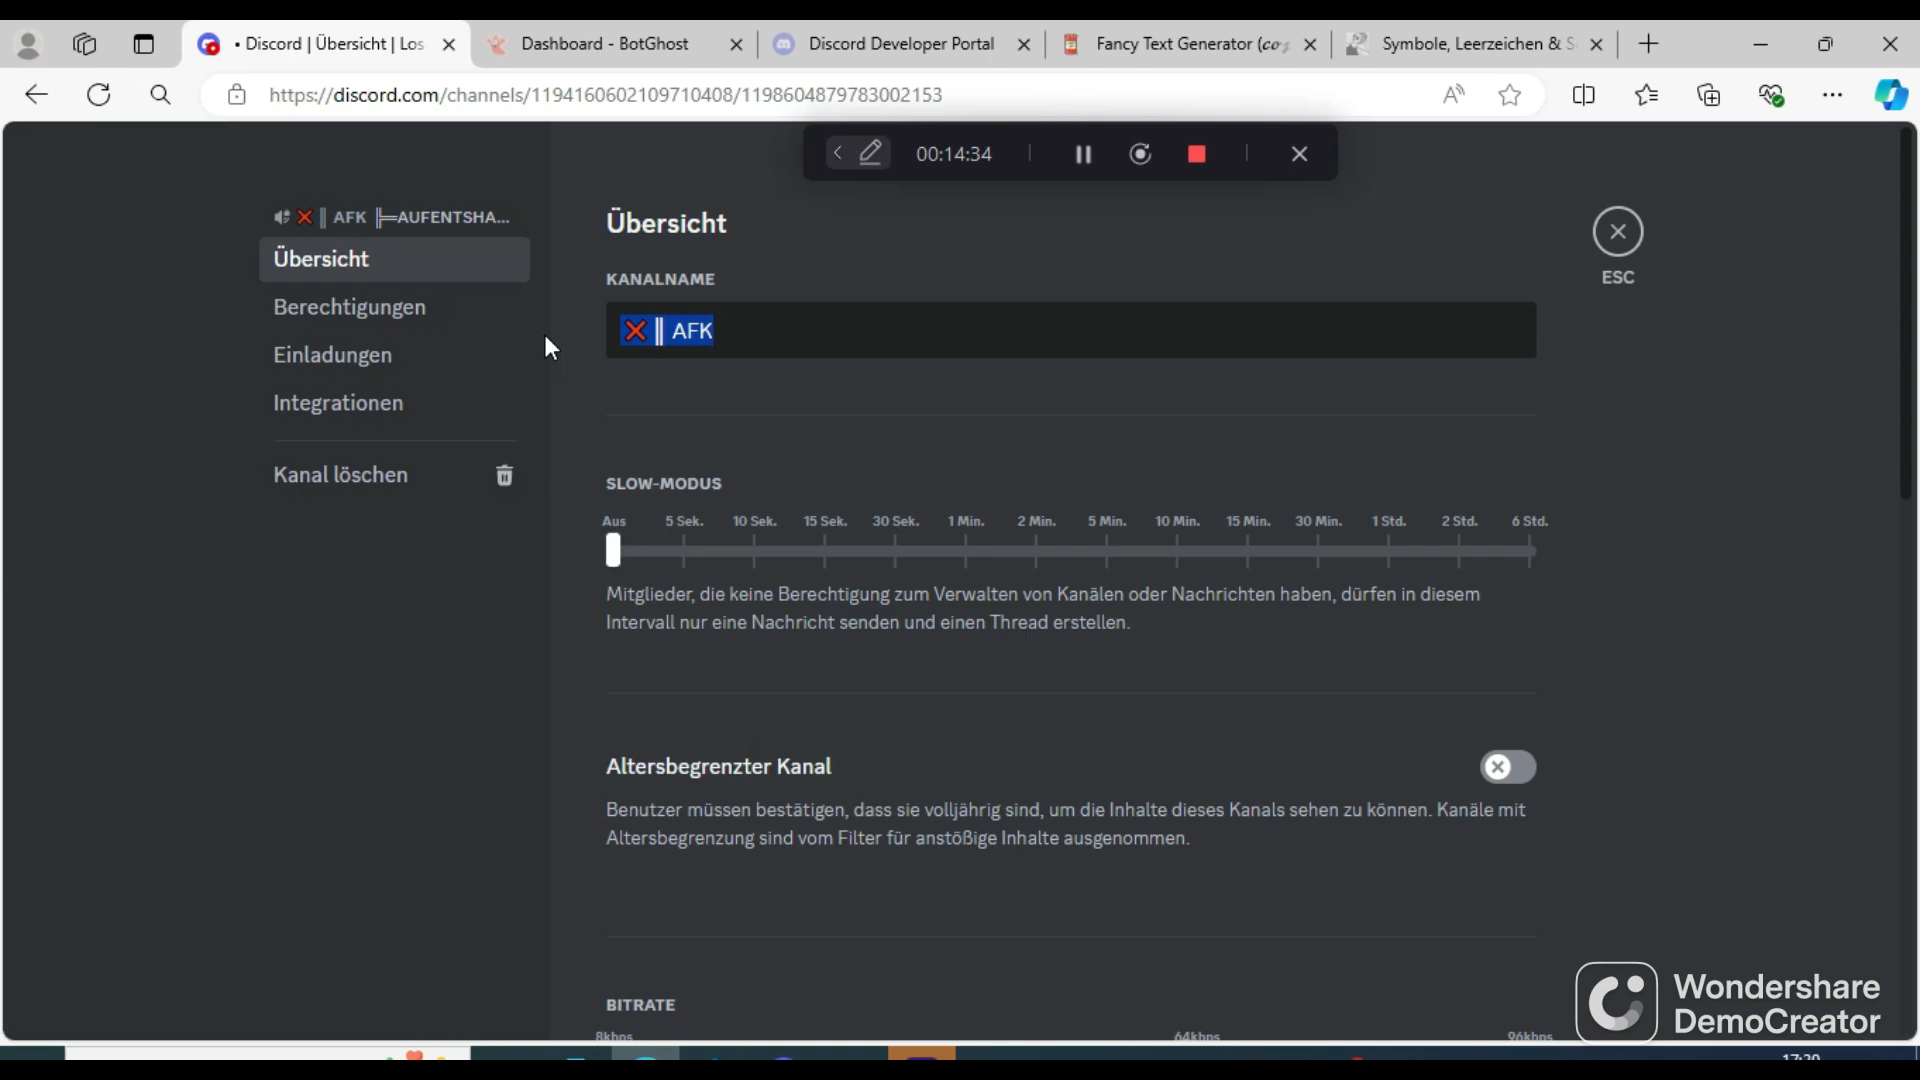 • Discord | Übersicht | Los
Dashboard - BotGhost
Discord Developer Portal
Fancy Text Generator (
Symbole, Leerzeichen & S
https://discord.com/channels/1194160602109710408/1198604879783002153
00:14:34
❌║ AFK ╠═AUFENTSHA...
Übersicht
Berechtigungen
Einladungen
Integrationen
Kanal löschen
Übersicht
KANALNAME
❌║ AFK
ESC
SLOW-MODUS
Aus 5 Sek. 10 Sek. 15 Sek. 30 Sek. 1 Min. 2 Min. 5 Min. 10 Min. 15 Min. 30 Min. 1 Std. 2 Std. 6 Std.
Mitglieder, die keine Berechtigung zum Verwalten von Kanälen oder Nachrichten haben, dürfen in diesem
Intervall nur eine Nachricht senden und einen Thread erstellen.
Altersbegrenzter Kanal
Benutzer müssen bestätigen, dass sie volljährig sind, um die Inhalte dieses Kanals sehen zu können. Kanäle mit
Altersbegrenzung sind vom Filter für anstößige Inhalte ausgenommen.
BITRATE
8kbps 64kbps 96kbps
Wondershare
DemoCreator